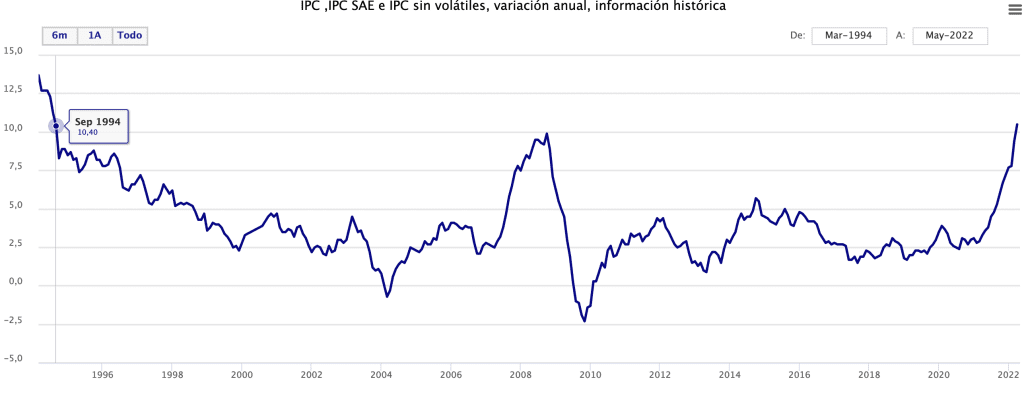 IPC ,IPC SAE e IPC sin volátiles, variación anual, información histórica
6m 1A Todo
De: Mar-1994 A: May-2022
15,0
12,5
Sep 1994
10,40
10,0
7,5
5,0
2,5
0,0
-2,5
-5,0
1996 1998 2000 2002 2004 2006 2008 2010 2012 2014 2016 2018 2020 2022